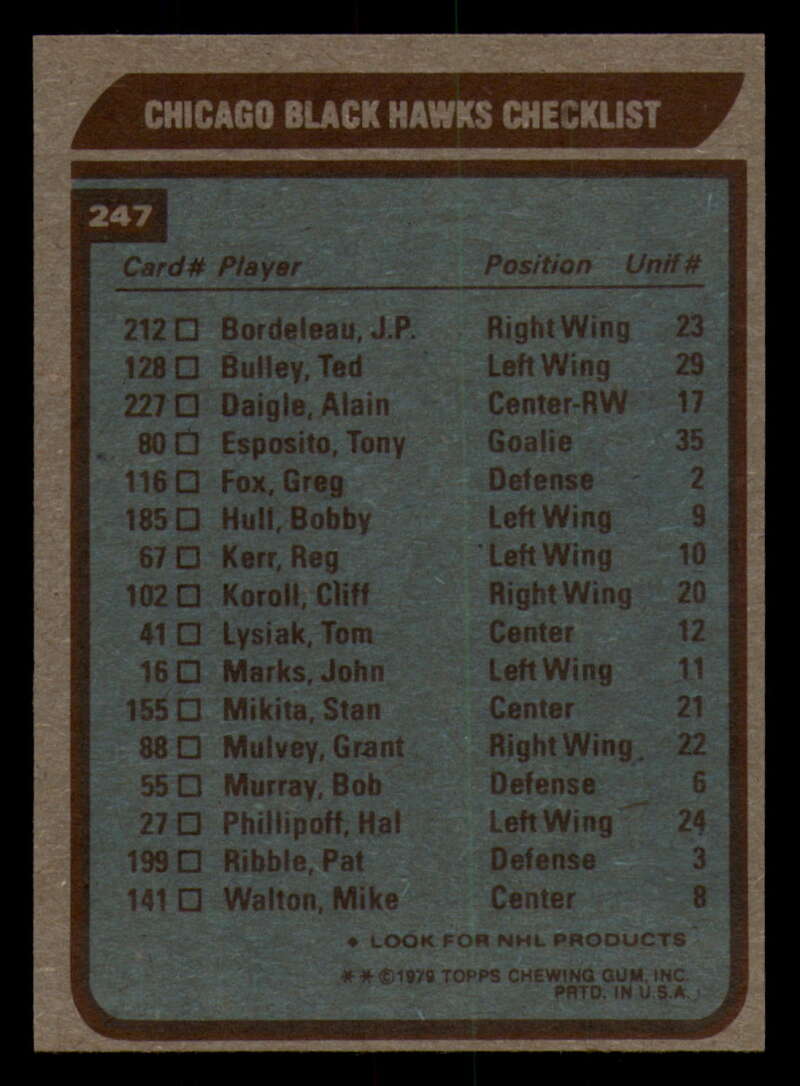 CHICAGO BLACK HAWKS CHECKLIST
247
Card# Player Position Unif#
212 □ Bordeleau, J.P. Right Wing 23
128 □ Bulley, Ted Left Wing 29
227 □ Daigle, Alain Center-RW 17
80 □ Esposito, Tony Goalie 35
116 □ Fox, Greg Defense 2
185 □ Hull, Bobby Left Wing 9
67 □ Kerr, Reg Left Wing 10
102 □ Koroll, Cliff Right Wing 20
41 □ Lysiak, Tom Center 12
16 □ Marks, John Left Wing 11
155 □ Mikita, Stan Center 21
88 □ Mulvey, Grant Right Wing 22
55 □ Murray, Bob Defense 6
27 □ Phillipoff, Hal Left Wing 24
199 □ Ribble, Pat Defense 3
141 □ Walton, Mike Center 8
• LOOK FOR NHL PRODUCTS
* * ©1979 TOPPS CHEWING GUM, INC.
PRTD. IN U.S.A.